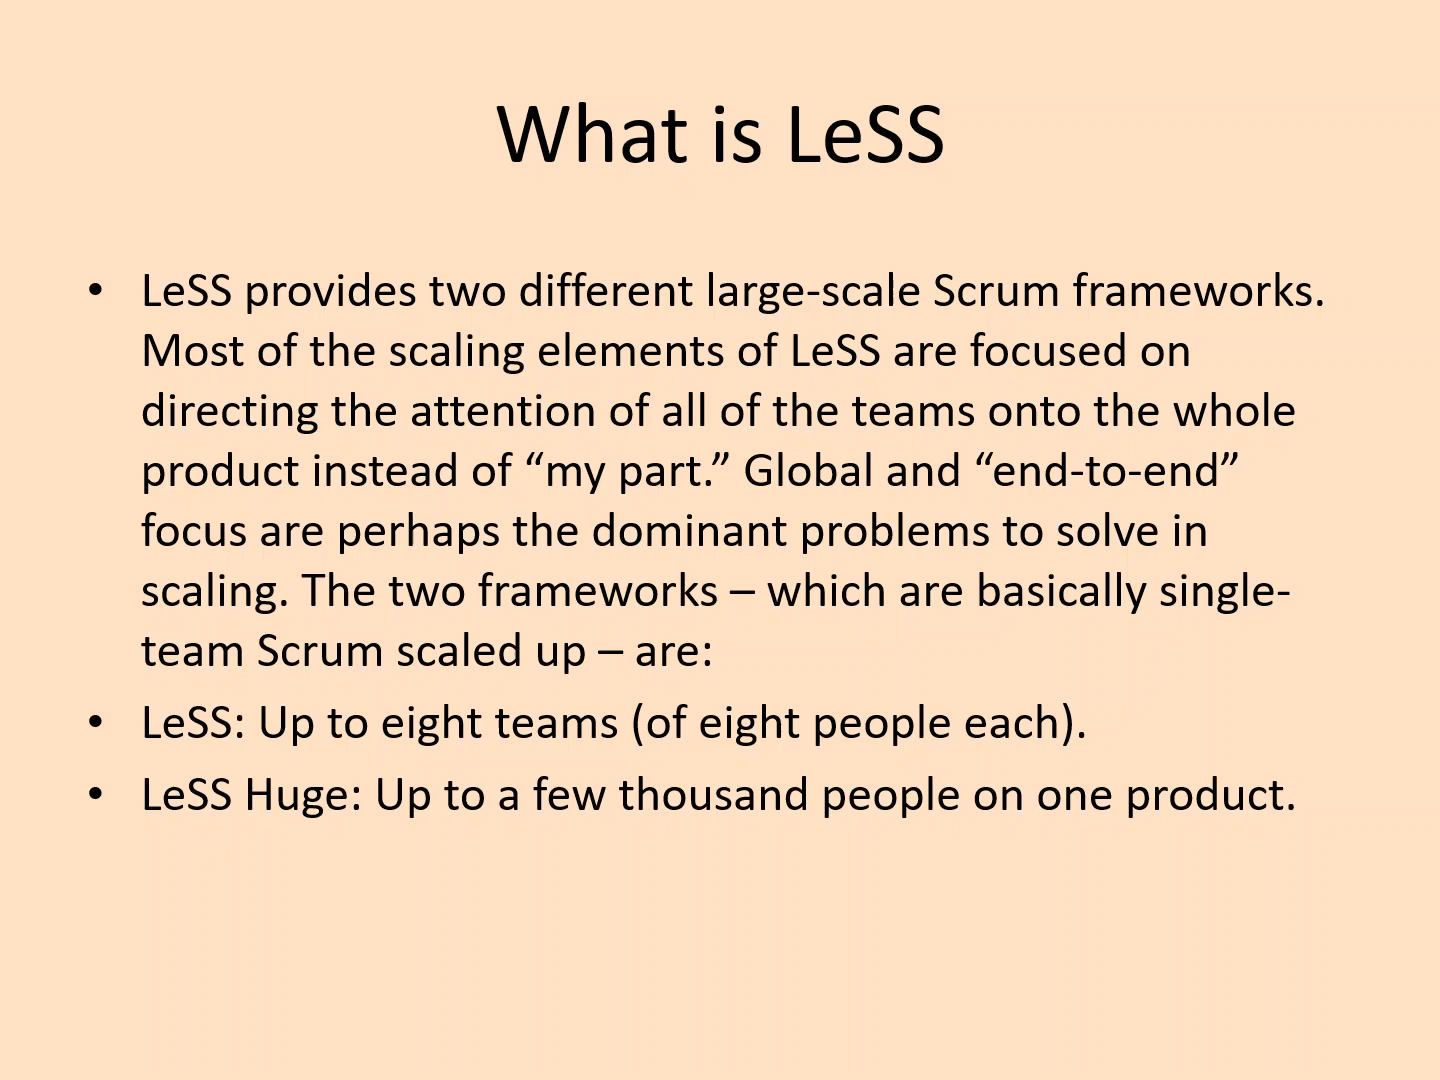 What is LeSS
• LeSS provides two different large-scale Scrum frameworks.
Most of the scaling elements of LeSS are focused on
directing the attention of all of the teams onto the whole
product instead of “my part.” Global and “end-to-end”
focus are perhaps the dominant problems to solve in
scaling. The two frameworks – which are basically single-
team Scrum scaled up – are:
• LeSS: Up to eight teams (of eight people each).
• LeSS Huge: Up to a few thousand people on one product.